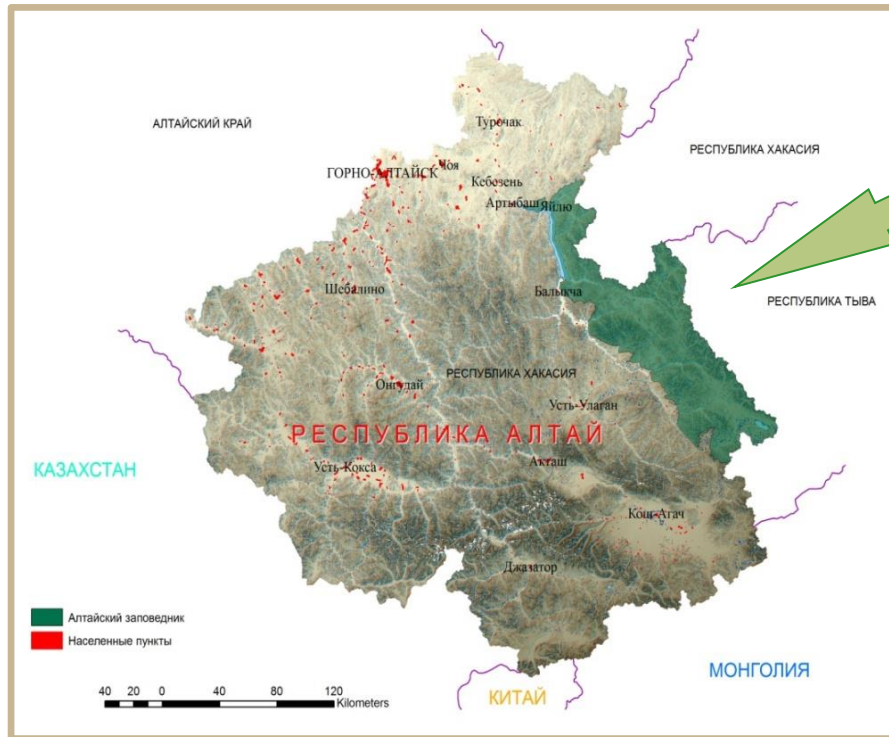 АЛТАЙСКИЙ КРАЙ
Турочак
РЕСПУБЛИКА ХАКАСИЯ
ГОРНО-АЛТАЙСК
Чоя
Кебезень
Артыбаш
Яйлю
Шебалино
Балыкча
РЕСПУБЛИКА ТЫВА
РЕСПУБЛИКА ХАКАСИЯ
Онгудай
Усть-Улаган
РЕСПУБЛИКА АЛТАЙ
КАЗАХСТАН
Усть-Кокса
Акташ
Кош-Агач
Джазатор
Алтайский заповедник
Населенные пункты
МОНГОЛИЯ
КИТАЙ
40 20 0 40 80 120
Kilometers